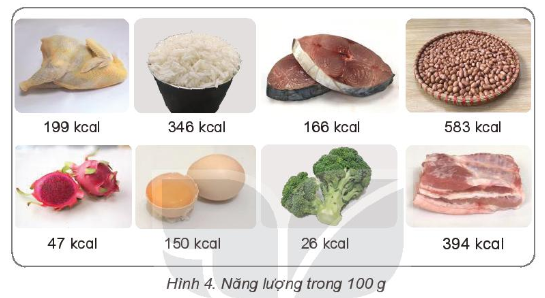 199 kcal
346 kcal
166 kcal
583 kcal
47 kcal
150 kcal
26 kcal
394 kcal
Hình 4. Năng lượng trong 100 g